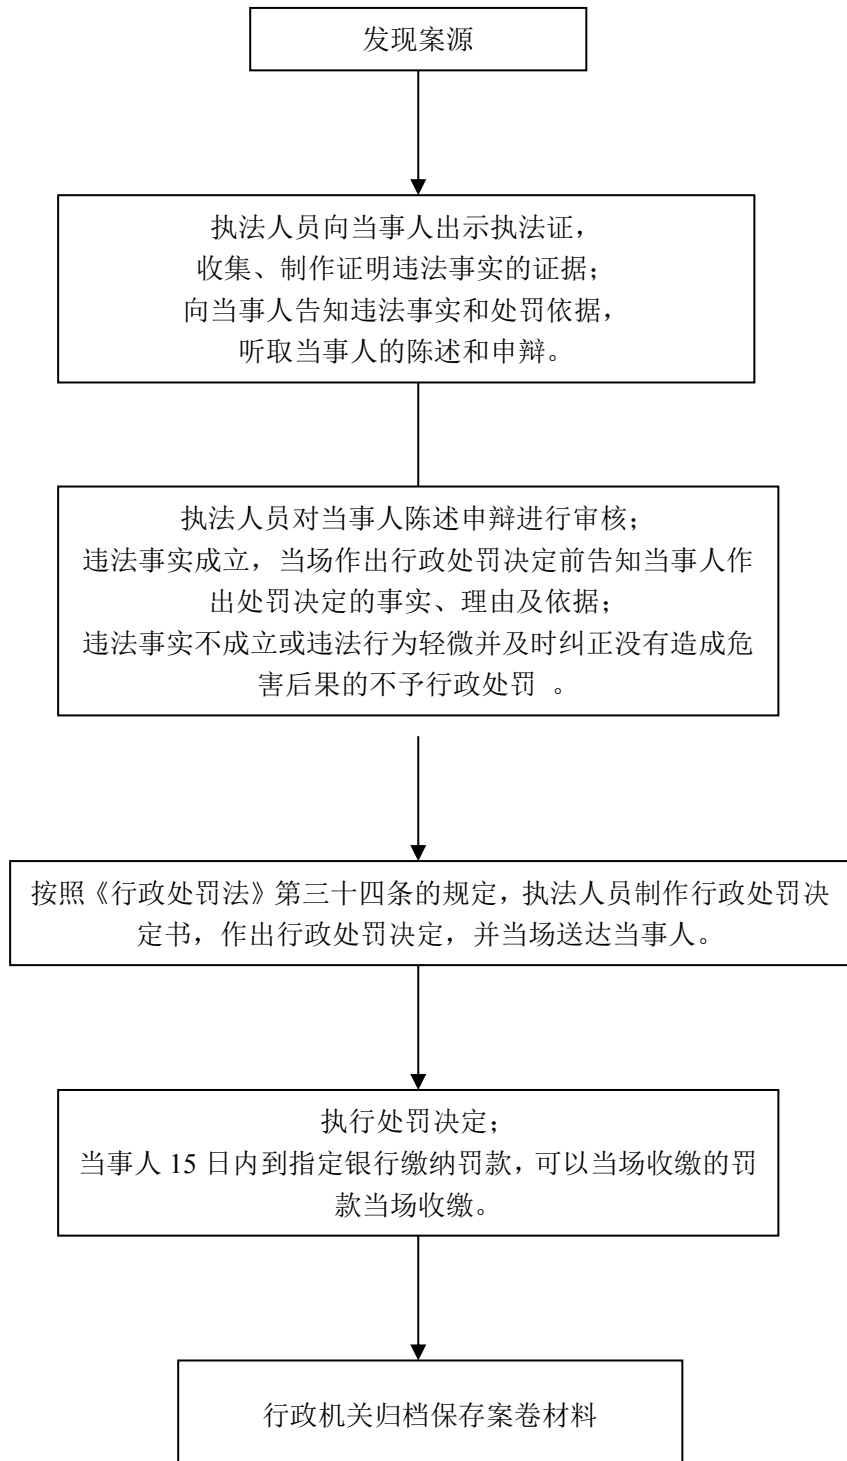 发现案源
执法人员向当事人出示执法证，
收集、制作证明违法事实的证据；
向当事人告知违法事实和处罚依据，
听取当事人的陈述和申辩。
执法人员对当事人陈述申辩进行审核；
违法事实成立，当场作出行政处罚决定前告知当事人作
出处罚决定的事实、理由及依据；
违法事实不成立或违法行为轻微并及时纠正没有造成危
害后果的不予行政处罚 。
按照《行政处罚法》第三十四条的规定，执法人员制作行政处罚决
定书，作出行政处罚决定，并当场送达当事人。
执行处罚决定；
当事人 15 日内到指定银行缴纳罚款，可以当场收缴的罚
款当场收缴。
行政机关归档保存案卷材料